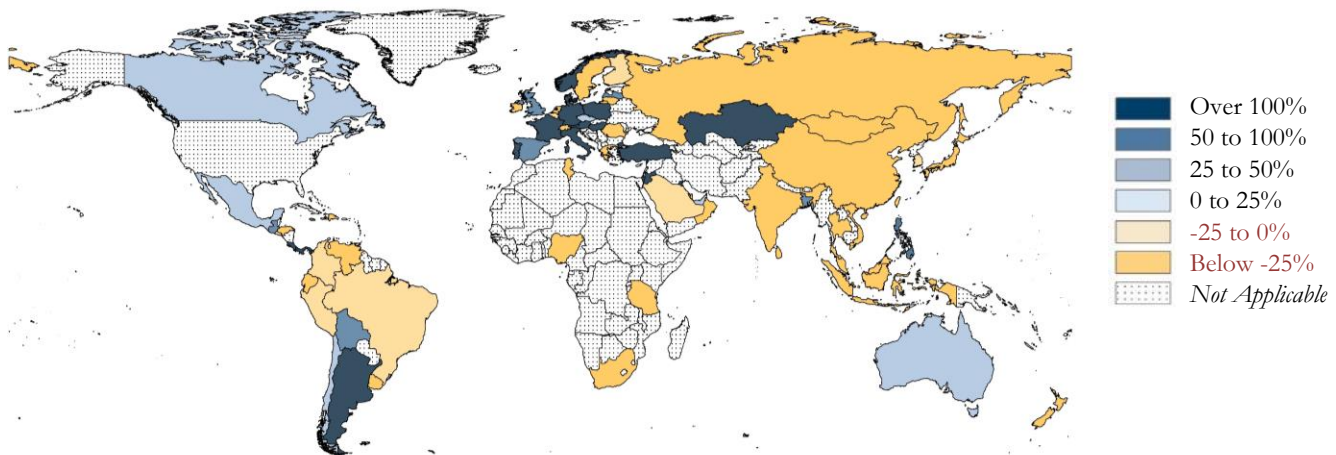 Over 100%
50 to 100%
25 to 50%
0 to 25%
-25 to 0%
Below -25%
Not Applicable